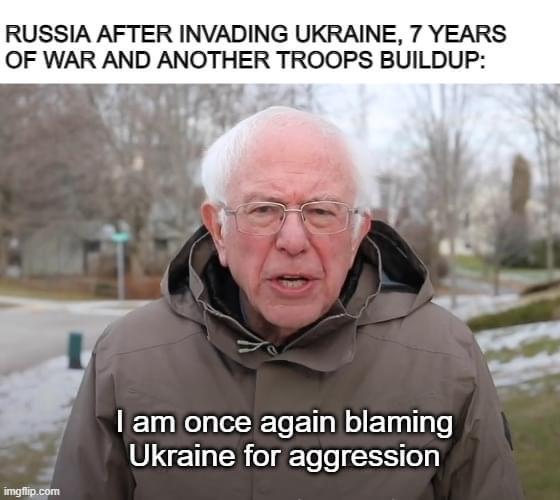 RUSSIA AFTER INVADING UKRAINE, 7 YEARS
OF WAR AND ANOTHER TROOPS BUILDUP:
I am once again blaming
Ukraine for aggression
imgflip.com